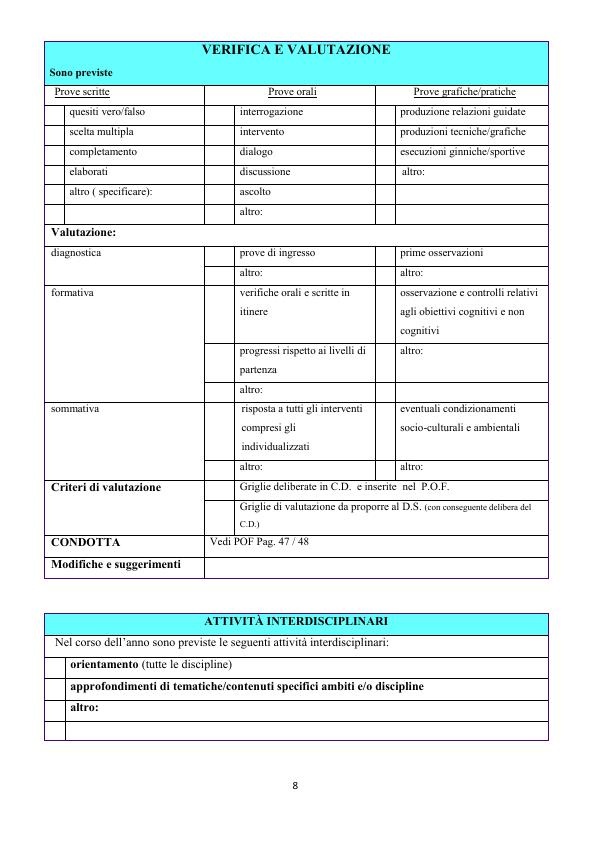 VERIFICA E VALUTAZIONE
Sono previste
Prove scritte Prove orali Prove grafiche/pratiche
quesiti vero/falso interrogazione produzione relazioni guidate
scelta multipla intervento produzioni tecniche/grafiche
completamento dialogo esecuzioni ginniche/sportive
elaborati discussione altro:
altro ( specificare): ascolto
altro:
Valutazione:
diagnostica prove di ingresso prime osservazioni
altro: altro:
formativa verifiche orali e scritte in osservazione e controlli relativi
itinere agli obiettivi cognitivi e non
cognitivi
progressi rispetto ai livelli di altro:
partenza
altro:
sommativa risposta a tutti gli interventi eventuali condizionamenti
compresi gli socio-culturali e ambientali
individualizzati
altro: altro:
Criteri di valutazione Griglie deliberate in C.D. e inserite nel P.O.F.
Griglie di valutazione da proporre al D.S. (con conseguente delibera del
C.D.)
CONDOTTA Vedi POF Pag. 47 / 48
Modifiche e suggerimenti
ATTIVITÀ INTERDISCIPLINARI
Nel corso dell’anno sono previste le seguenti attività interdisciplinari:
orientamento (tutte le discipline)
approfondimenti di tematiche/contenuti specifici ambiti e/o discipline
altro:
8